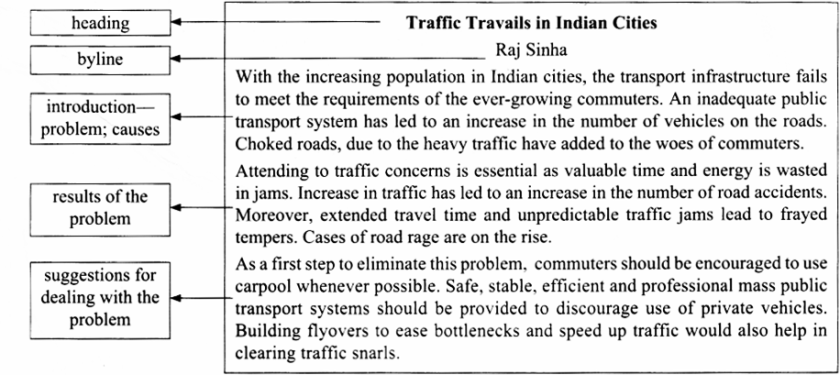 heading
Traffic Travails in Indian Cities
byline
Raj Sinha
introduction—
problem; causes
With the increasing population in Indian cities, the transport infrastructure fails
to meet the requirements of the ever-growing commuters. An inadequate public
transport system has led to an increase in the number of vehicles on the roads.
Choked roads, due to the heavy traffic have added to the woes of commuters.
results of the
problem
Attending to traffic concerns is essential as valuable time and energy is wasted
in jams. Increase in traffic has led to an increase in the number of road accidents.
Moreover, extended travel time and unpredictable traffic jams lead to frayed
tempers. Cases of road rage are on the rise.
suggestions for
dealing with the
problem
As a first step to eliminate this problem, commuters should be encouraged to use
carpool whenever possible. Safe, stable, efficient and professional mass public
transport systems should be provided to discourage use of private vehicles.
Building flyovers to ease bottlenecks and speed up traffic would also help in
clearing traffic snarls.